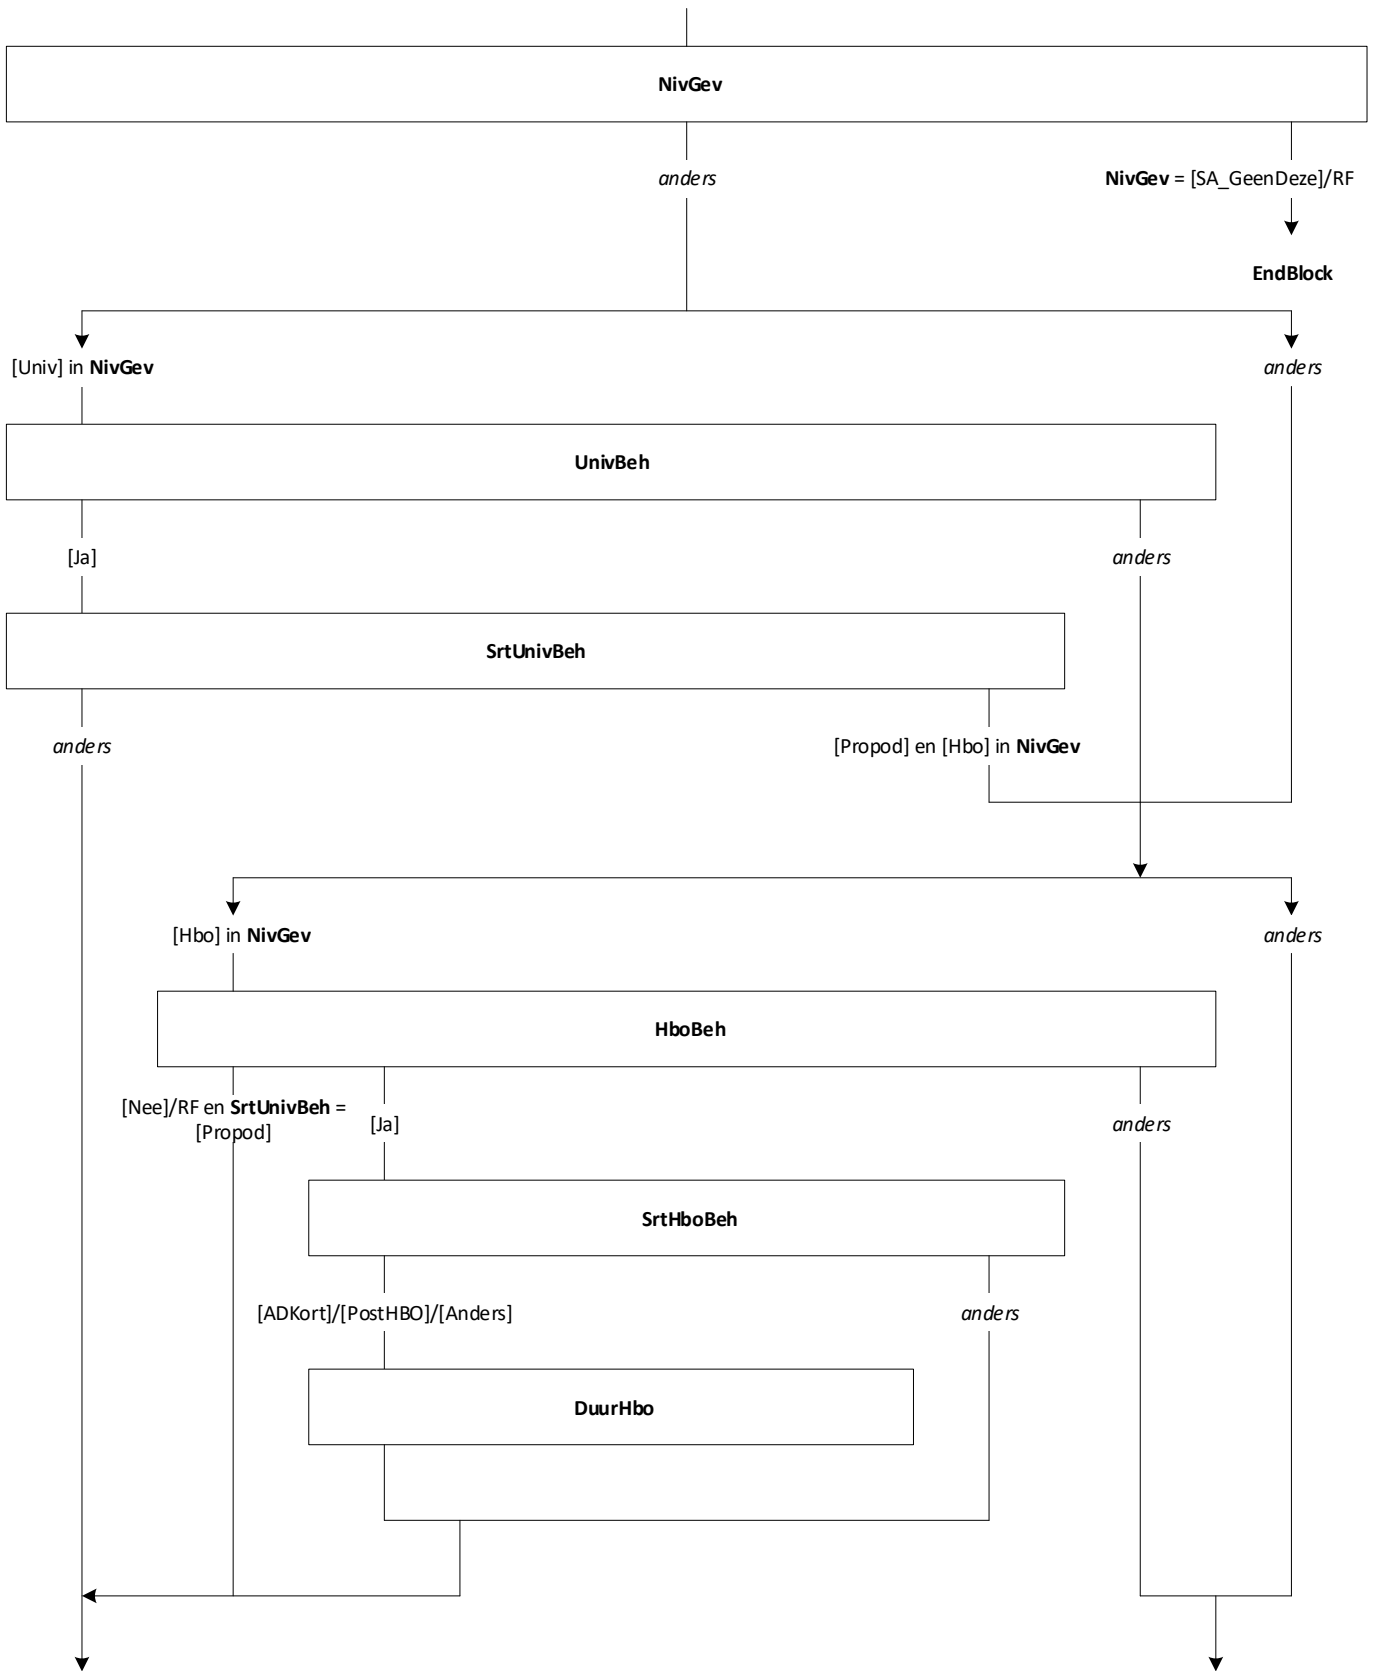 NivGev
anders
NivGev = [SA_GeenDeze]/RF
EndBlock
[Univ] in NivGev
anders
UnivBeh
[Ja]
anders
SrtUnivBeh
anders
[Propod] en [Hbo] in NivGev
[Hbo] in NivGev
anders
HboBeh
[Nee]/RF en SrtUnivBeh =
[Propod]
[Ja]
anders
SrtHboBeh
[ADKort]/[PostHBO]/[Anders]
anders
DuurHbo